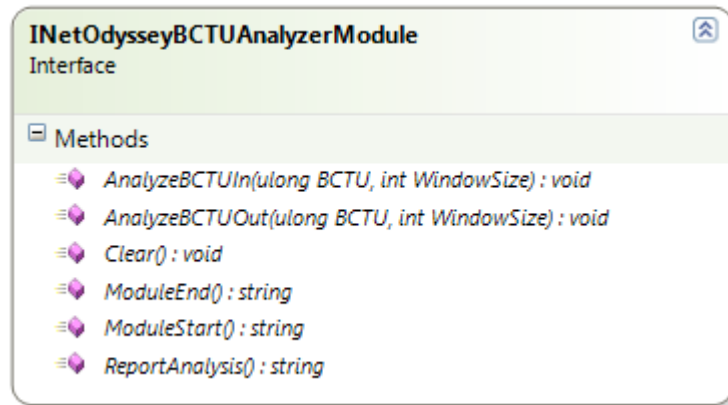 INetOdysseyBCTUAnalyzerModule
Interface
Methods
AnalyzeBCTUIn(ulong BCTU, int WindowSize) : void
AnalyzeBCTUOut(ulong BCTU, int WindowSize) : void
Clear() : void
ModuleEnd() : string
ModuleStart() : string
ReportAnalysis() : string